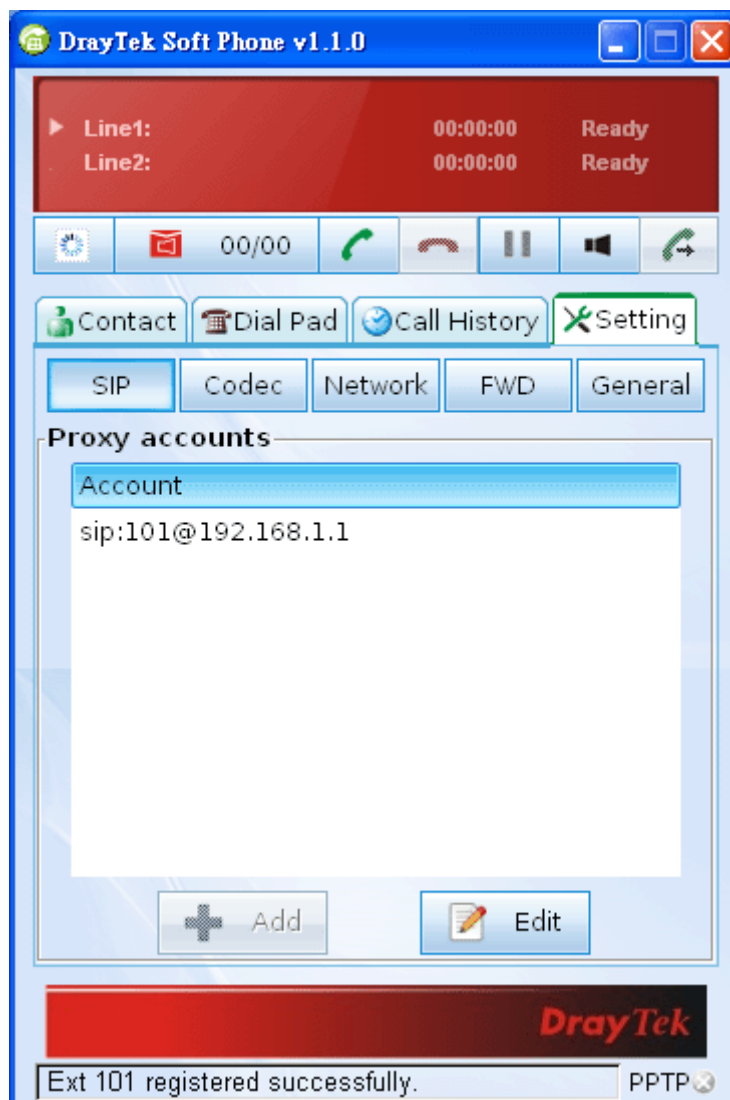 DrayTek Soft Phone v1.1.0
Line1: 00:00:00 Ready
Line2: 00:00:00 Ready
00/00
Contact Dial Pad Call History Setting
SIP Codec Network FWD General
Proxy accounts
Account
sip:101@192.168.1.1
Add Edit
DrayTek
Ext 101 registered successfully. PPTP